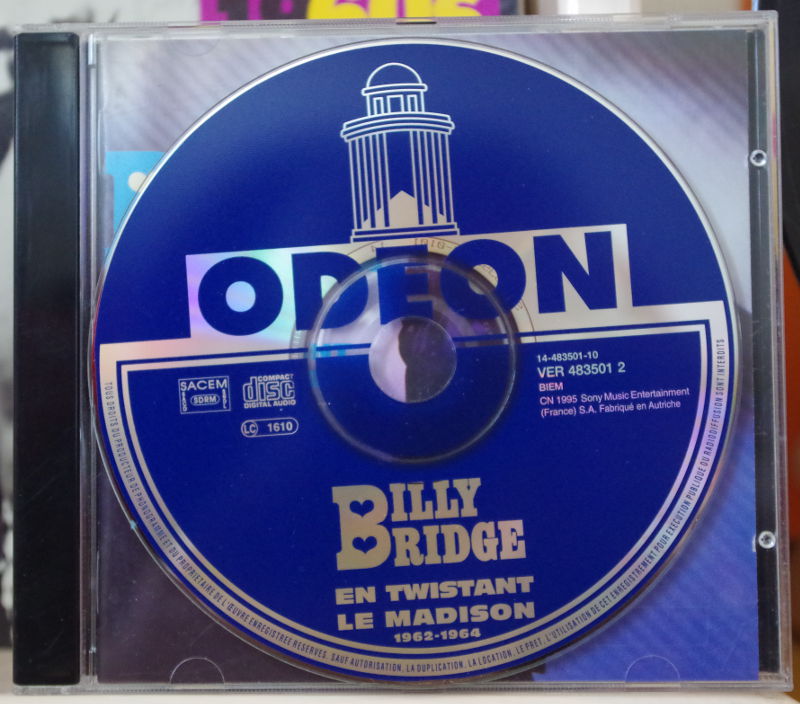 ODEON
14-483501-10
VER 483501 2
BIEM
CN 1995 Sony Music Entertainment
(France) S.A. Fabriqué en Autriche
SACEM
SDRM
COMPACT
disc
DIGITAL AUDIO
LC 1610
BILLY
BRIDGE
EN TWISTANT
LE MADISON
1962-1964
TOUS DROITS DU PRODUCTEUR DE PHONOGRAMME ET DU PROPRIETAIRE DE L'ŒUVRE ENREGISTREE RESERVES. SAUF AUTORISATION, LA DUPLICATION, LA LOCATION, LE PRET, L'UTILISATION DE CET ENREGISTREMENT POUR EXECUTION PUBLIQUE OU RADIODIFFUSION SONT INTERDITS